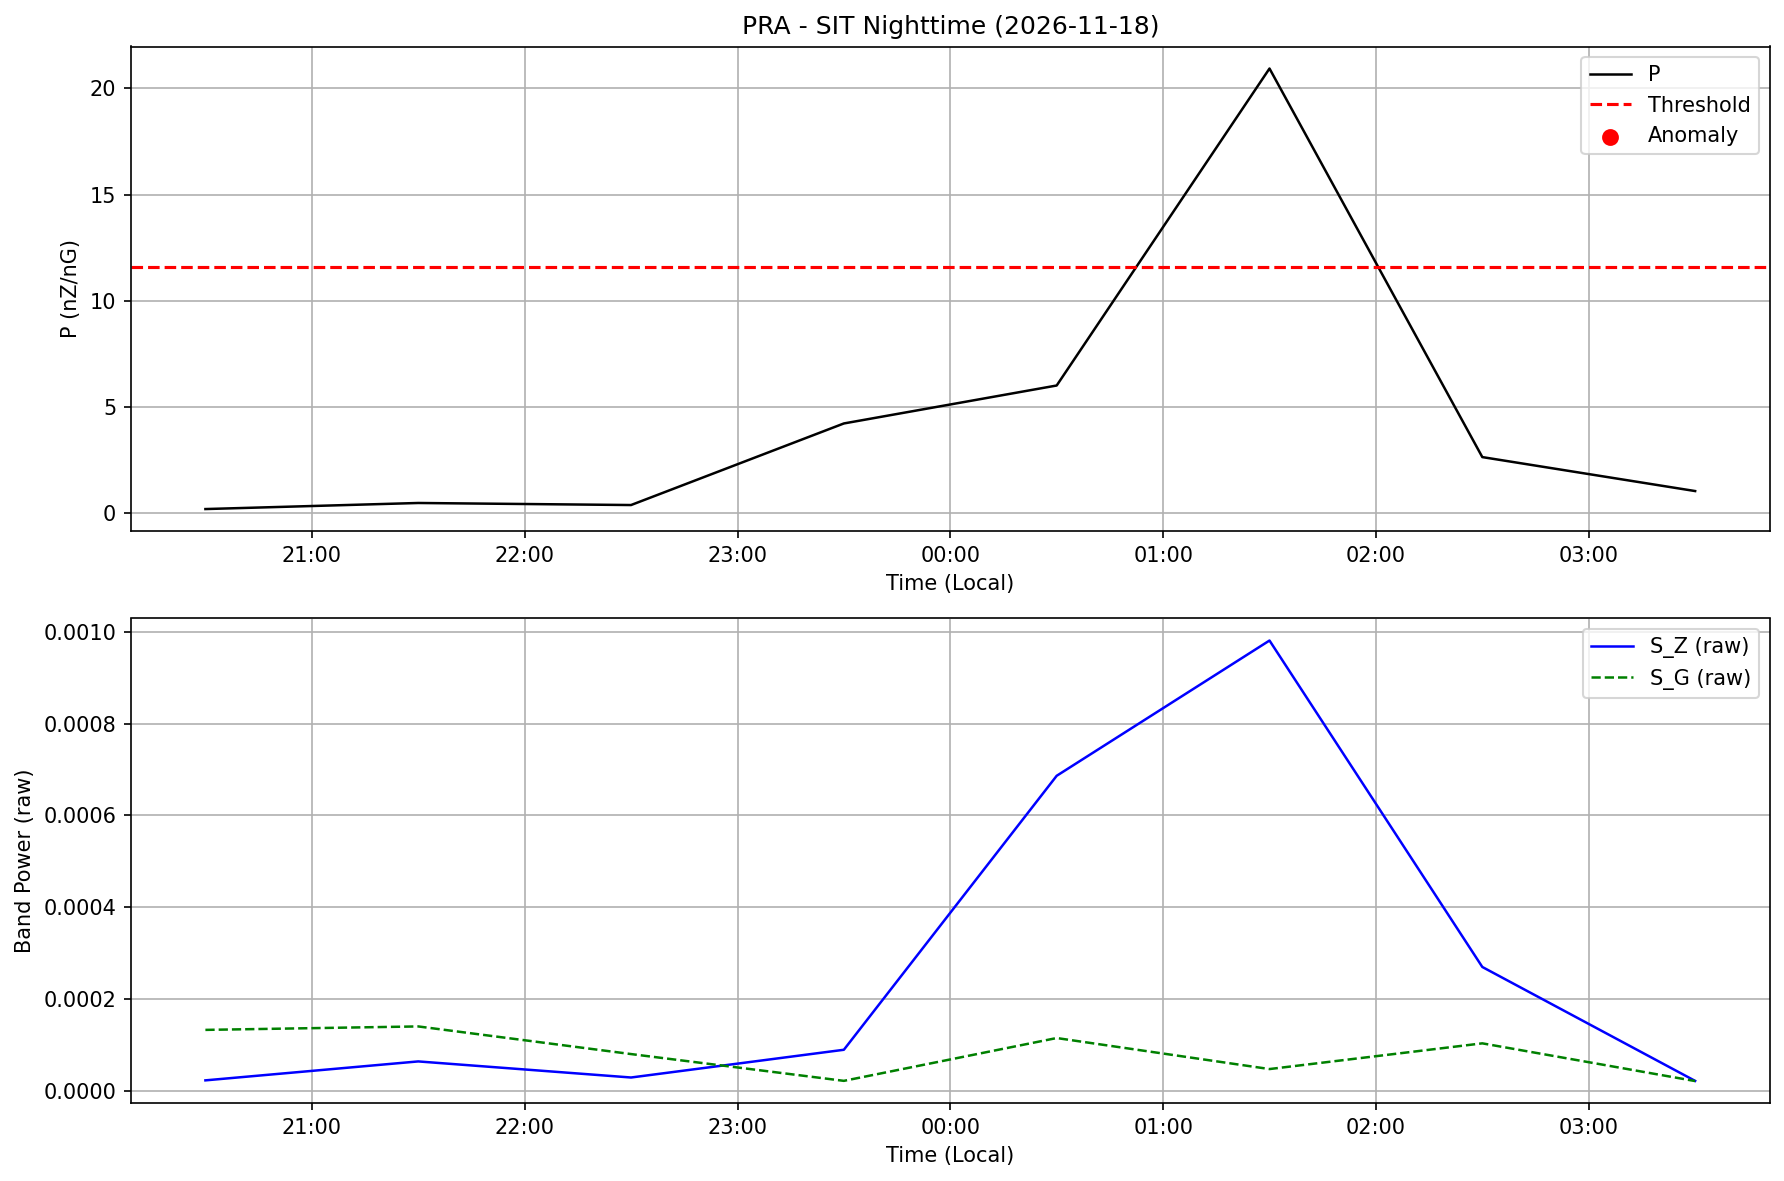 PRA - SIT Nighttime (2026-11-18)
P (nZ/nG)
20
15
10
5
0
P
Threshold
Anomaly
21:00 22:00 23:00 00:00 01:00 02:00 03:00
Time (Local)
Band Power (raw)
0.0010
0.0008
0.0006
0.0004
0.0002
0.0000
S_Z (raw)
S_G (raw)
21:00 22:00 23:00 00:00 01:00 02:00 03:00
Time (Local)